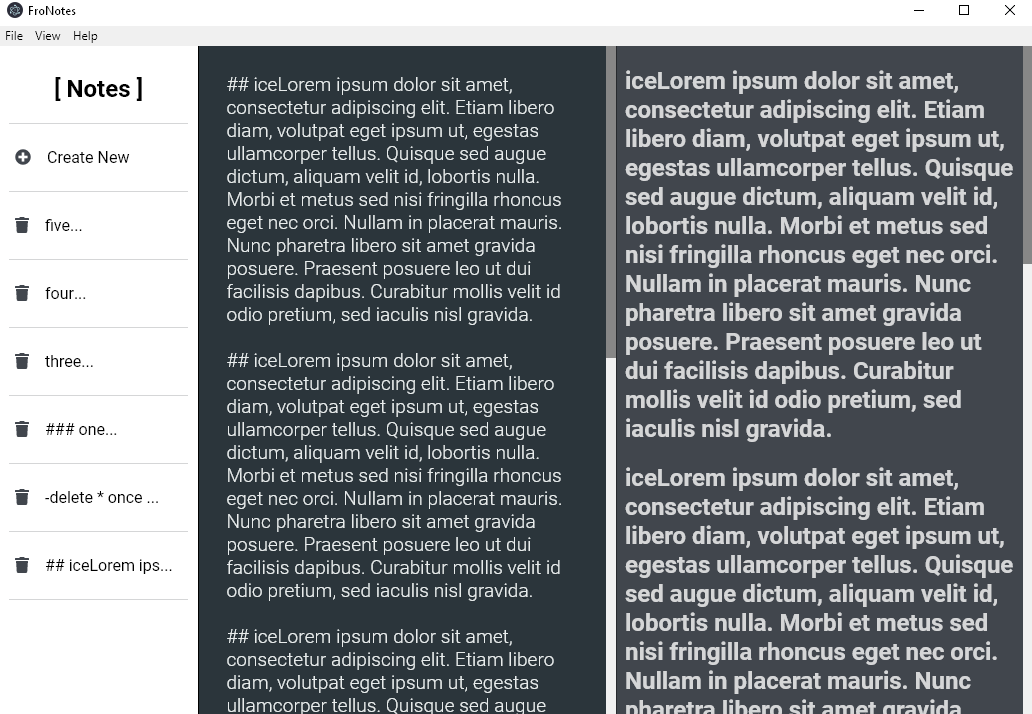 FroNotes
File View Help
[ Notes ]
Create New
five...
four...
three...
### one...
-delete * once ...
## iceLorem ips...
## iceLorem ipsum dolor sit amet,
consectetur adipiscing elit. Etiam libero
diam, volutpat eget ipsum ut, egestas
ullamcorper tellus. Quisque sed augue
dictum, aliquam velit id, lobortis nulla.
Morbi et metus sed nisi fringilla rhoncus
eget nec orci. Nullam in placerat mauris.
Nunc pharetra libero sit amet gravida
posuere. Praesent posuere leo ut dui
facilisis dapibus. Curabitur mollis velit id
odio pretium, sed iaculis nisl gravida.
## iceLorem ipsum dolor sit amet,
consectetur adipiscing elit. Etiam libero
diam, volutpat eget ipsum ut, egestas
ullamcorper tellus. Quisque sed augue
dictum, aliquam velit id, lobortis nulla.
Morbi et metus sed nisi fringilla rhoncus
eget nec orci. Nullam in placerat mauris.
Nunc pharetra libero sit amet gravida
posuere. Praesent posuere leo ut dui
facilisis dapibus. Curabitur mollis velit id
odio pretium, sed iaculis nisl gravida.
## iceLorem ipsum dolor sit amet,
consectetur adipiscing elit. Etiam libero
diam, volutpat eget ipsum ut, egestas
ullamcorper tellus. Quisque sed augue
iceLorem ipsum dolor sit amet,
consectetur adipiscing elit. Etiam
libero diam, volutpat eget ipsum ut,
egestas ullamcorper tellus. Quisque
sed augue dictum, aliquam velit id,
lobortis nulla. Morbi et metus sed
nisi fringilla rhoncus eget nec orci.
Nullam in placerat mauris. Nunc
pharetra libero sit amet gravida
posuere. Praesent posuere leo ut
dui facilisis dapibus. Curabitur
mollis velit id odio pretium, sed
iaculis nisl gravida.
iceLorem ipsum dolor sit amet,
consectetur adipiscing elit. Etiam
libero diam, volutpat eget ipsum ut,
egestas ullamcorper tellus. Quisque
sed augue dictum, aliquam velit id,
lobortis nulla. Morbi et metus sed
nisi fringilla rhoncus eget nec orci.
Nullam in placerat mauris. Nunc
pharetra libero sit amet gravida